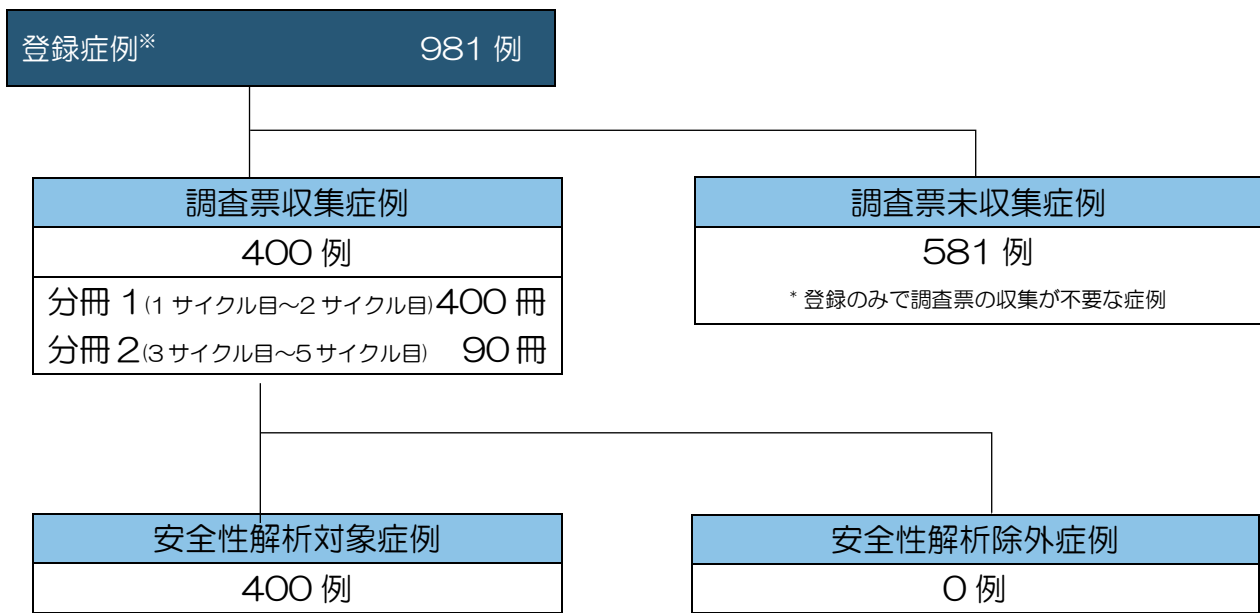 登録症例※ 981 例
調査票収集症例
400 例
分冊 1(1 サイクル目～2 サイクル目)400 冊
分冊 2(3 サイクル目～5 サイクル目) 90 冊
調査票未収集症例
581 例
* 登録のみで調査票の収集が不要な症例
安全性解析対象症例
400 例
安全性解析除外症例
0 例